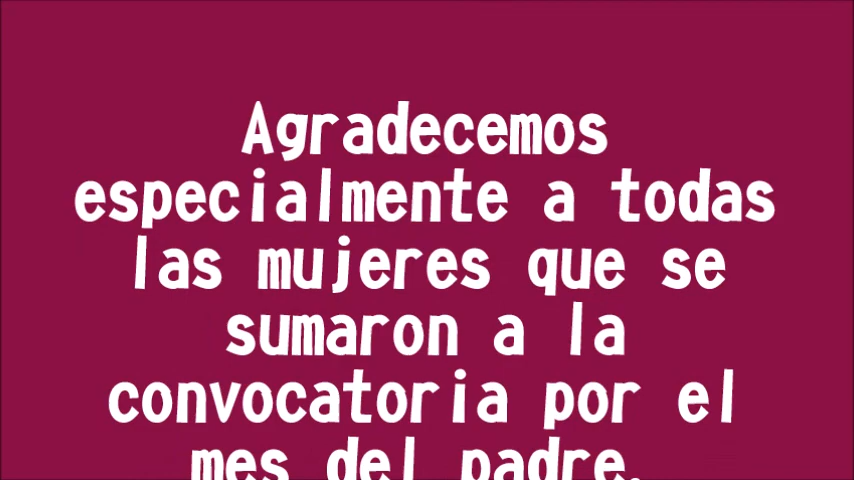 Agradecemos
especialmente a todas
las mujeres que se
sumaron a la
convocatoria por el
mes del padre.